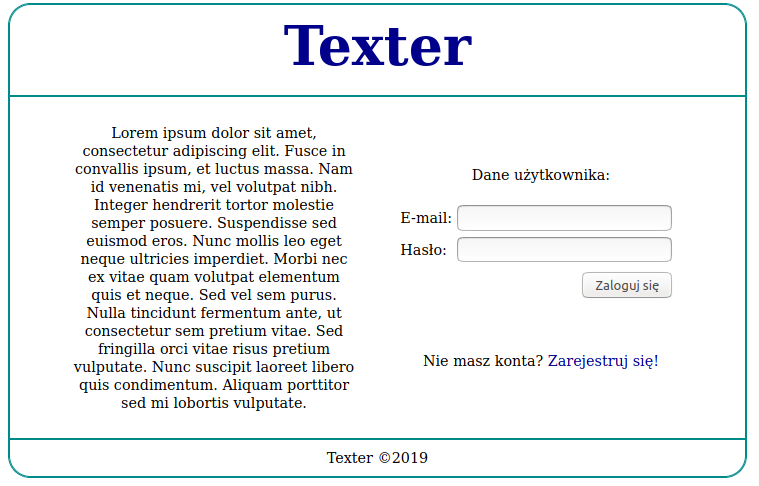 Texter
Lorem ipsum dolor sit amet,
consectetur adipiscing elit. Fusce in
convallis ipsum, et luctus massa. Nam
id venenatis mi, vel volutpat nibh.
Integer hendrerit tortor molestie
semper posuere. Suspendisse sed
euismod eros. Nunc mollis leo eget
neque ultricies imperdiet. Morbi nec
ex vitae quam volutpat elementum
quis et neque. Sed vel sem purus.
Nulla tincidunt fermentum ante, ut
consectetur sem pretium vitae. Sed
fringilla orci vitae risus pretium
vulputate. Nunc suscipit laoreet libero
quis condimentum. Aliquam porttitor
sed mi lobortis vulputate.
Dane użytkownika:
E-mail:
Hasło:
Zaloguj się
Nie masz konta? Zarejestruj się!
Texter ©2019